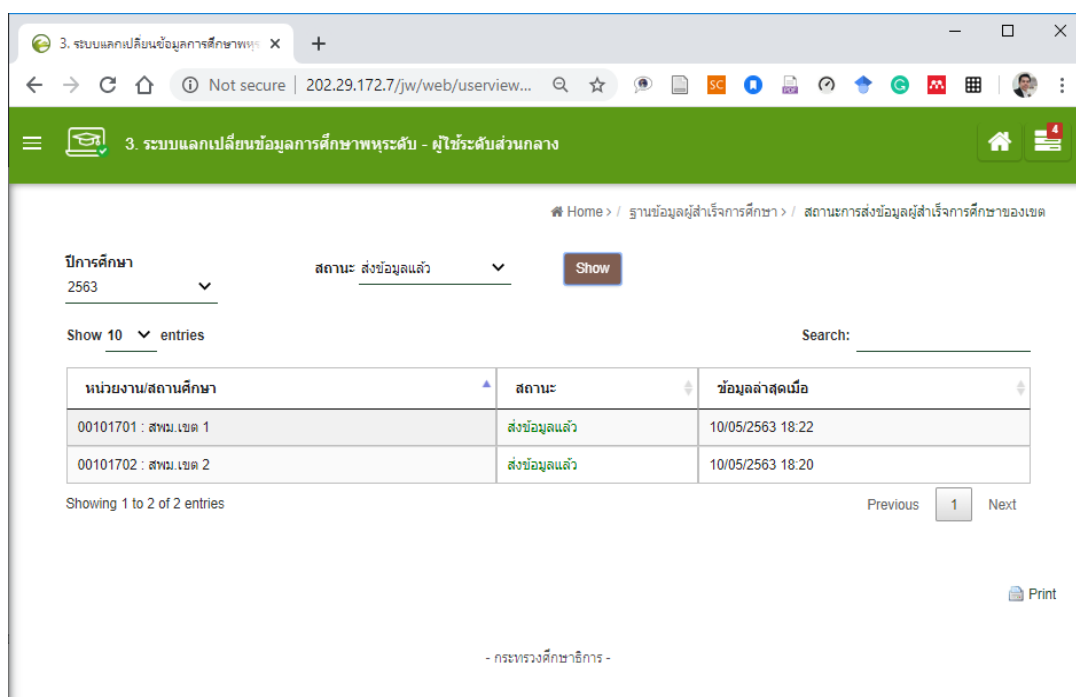 3. ระบบแลกเปลี่ยนข้อมูลการศึกษาพหุระ
Not secure 202.29.172.7/jw/web/userview...
3. ระบบแลกเปลี่ยนข้อมูลการศึกษาพหุระดับ - ผู้ใช้ระดับส่วนกลาง
4
Home > / ฐานข้อมูลผู้สำเร็จการศึกษา > / สถานะการส่งข้อมูลผู้สำเร็จการศึกษาของเขต
ปีการศึกษา
2563 สถานะ ส่งข้อมูลแล้ว Show
Show 10 entries Search:
หน่วยงาน/สถานศึกษา สถานะ ข้อมูลล่าสุดเมื่อ
00101701 : สพม.เขต 1 ส่งข้อมูลแล้ว 10/05/2563 18:22
00101702 : สพม.เขต 2 ส่งข้อมูลแล้ว 10/05/2563 18:20
Showing 1 to 2 of 2 entries Previous 1 Next
Print
- กระทรวงศึกษาธิการ -